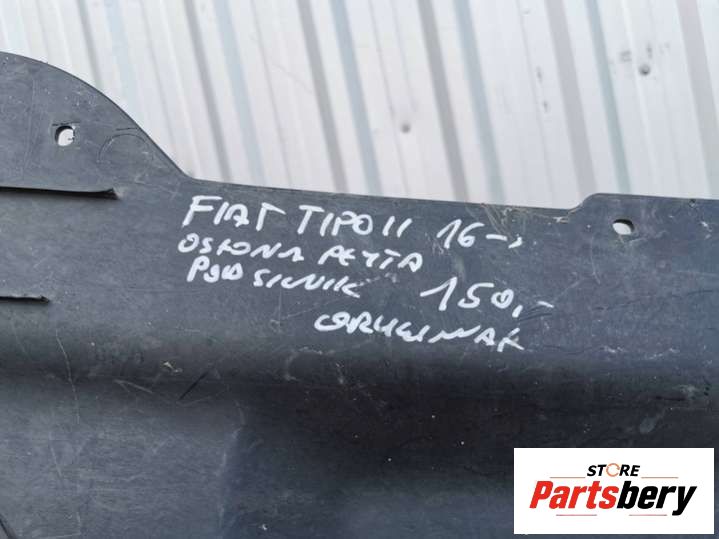 FIAT TIPO II 16-,
OSŁONA PŁYTA
POD SILNIK 150,-
ORYGINAŁ
STORE
Partsbery